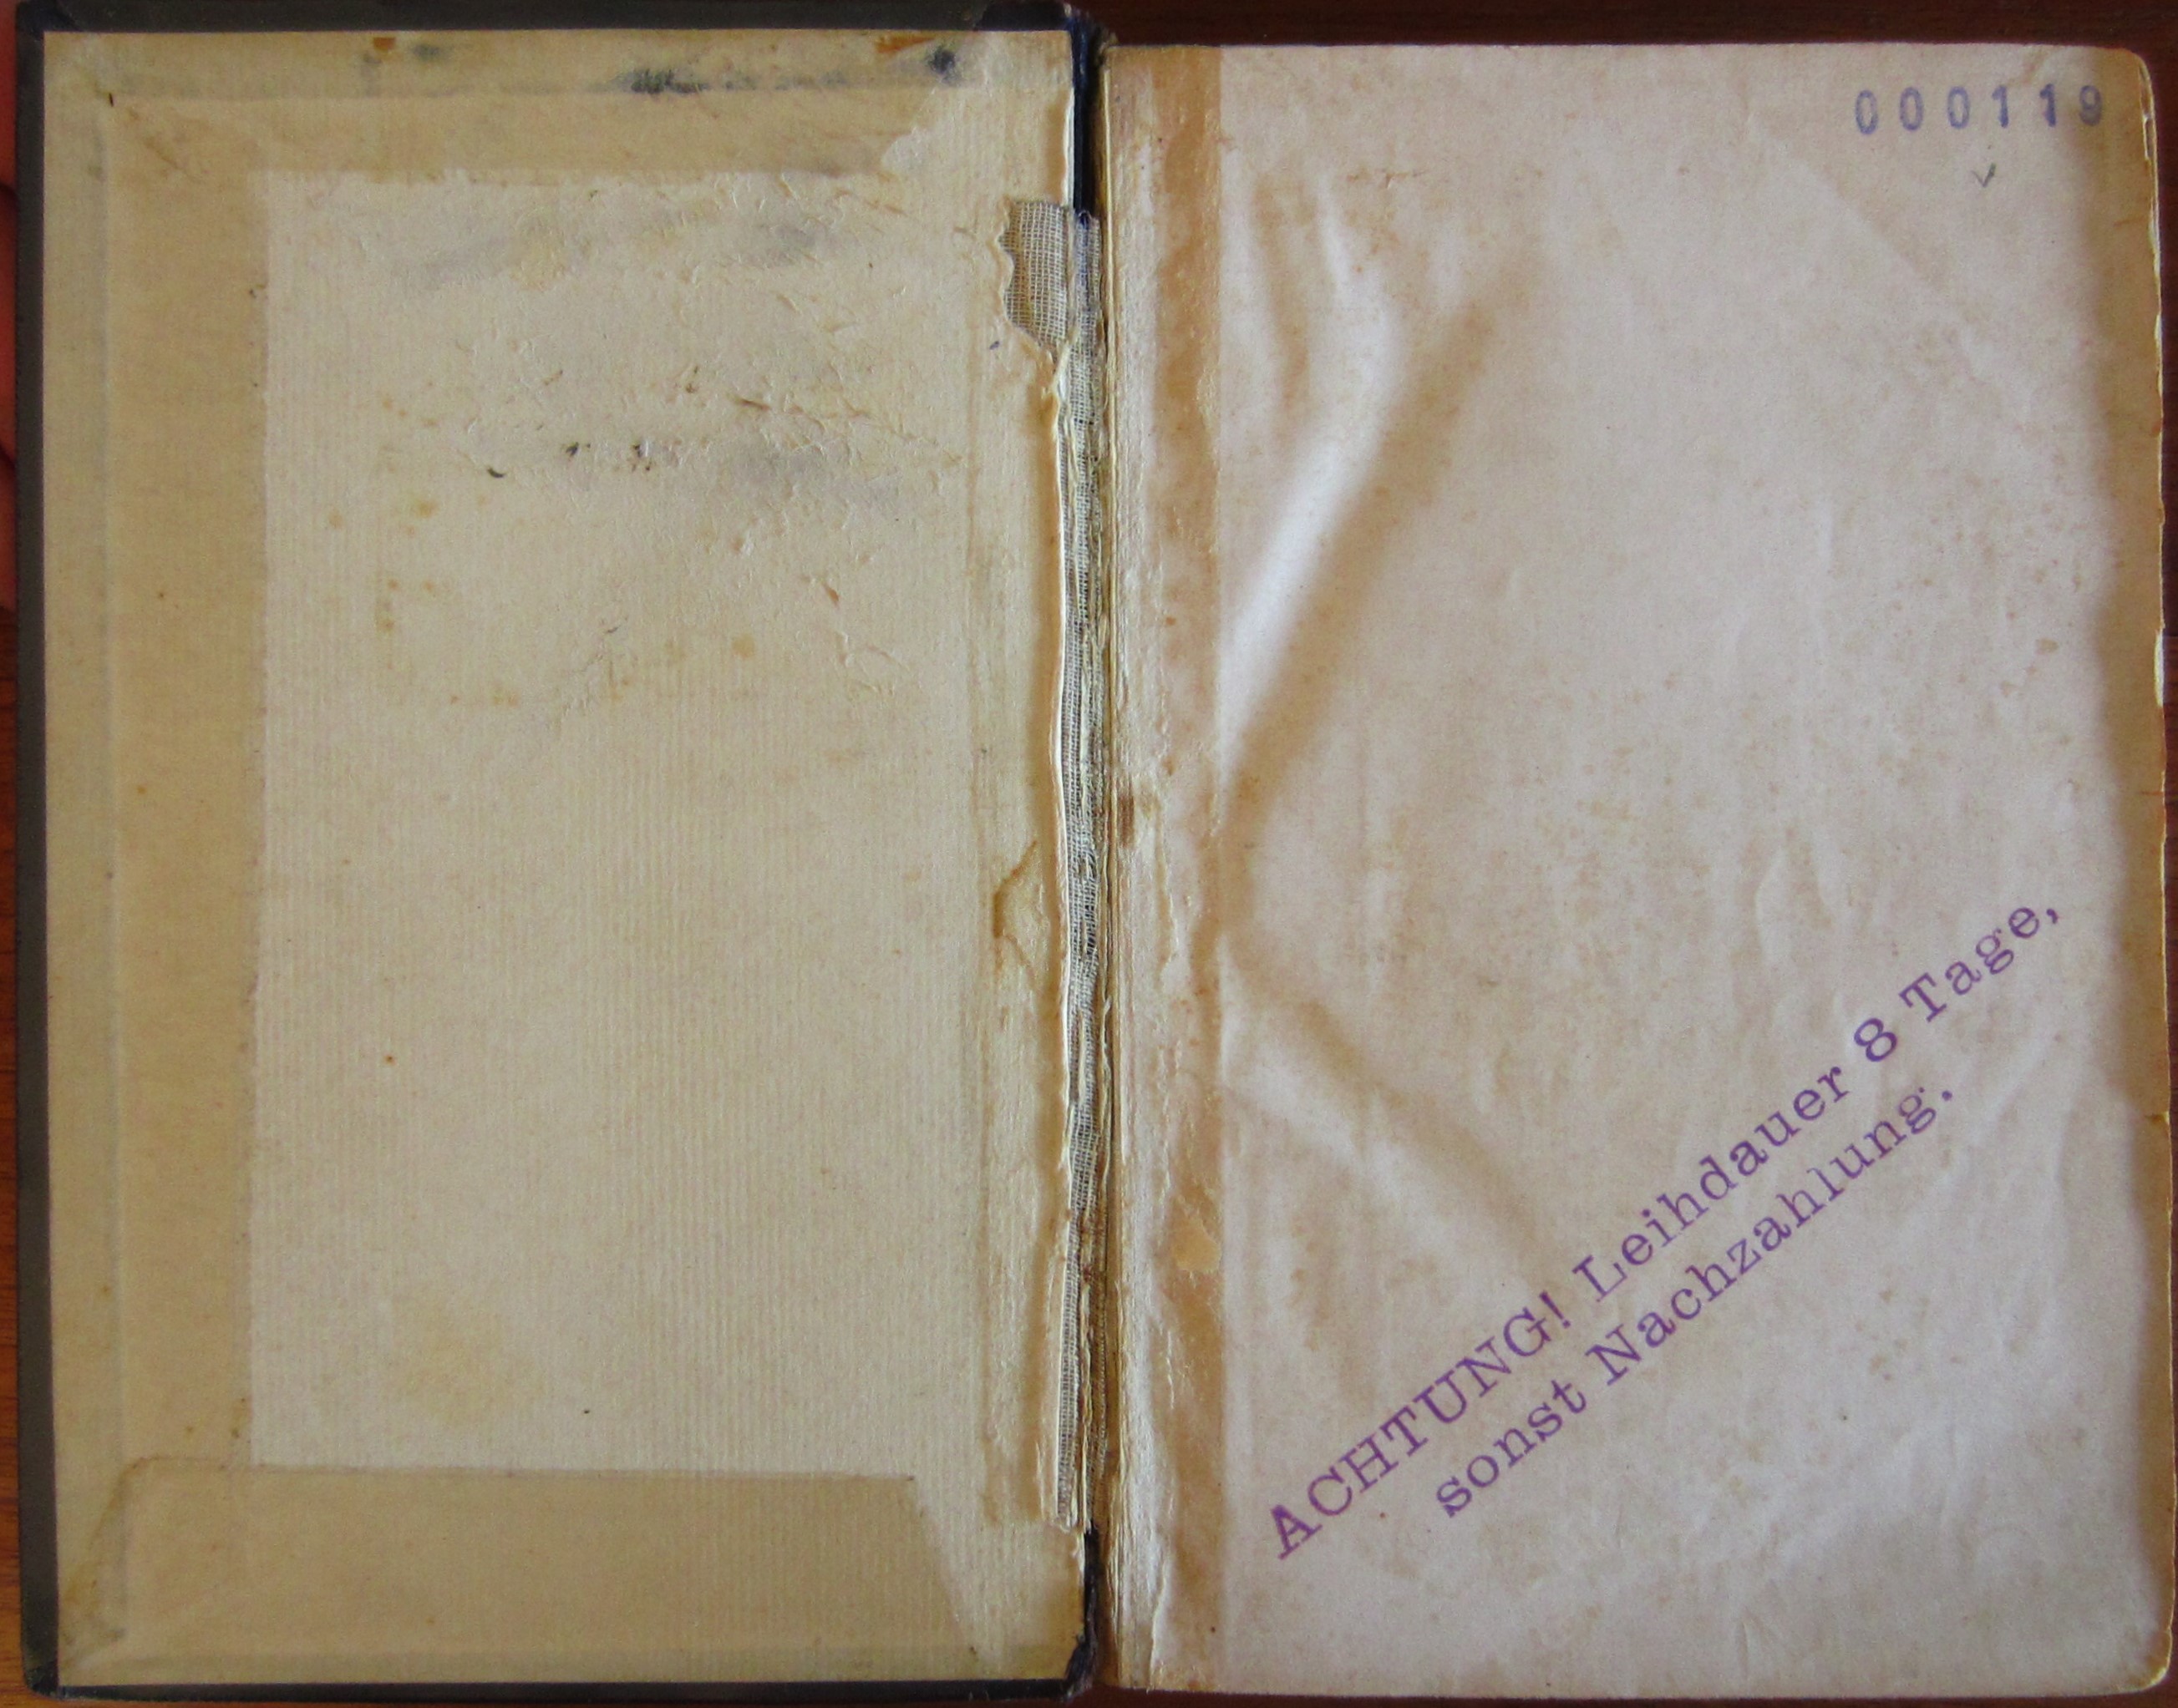 000119
ACHTUNG! Leihdauer 8 Tage,
sonst Nachzahlung.